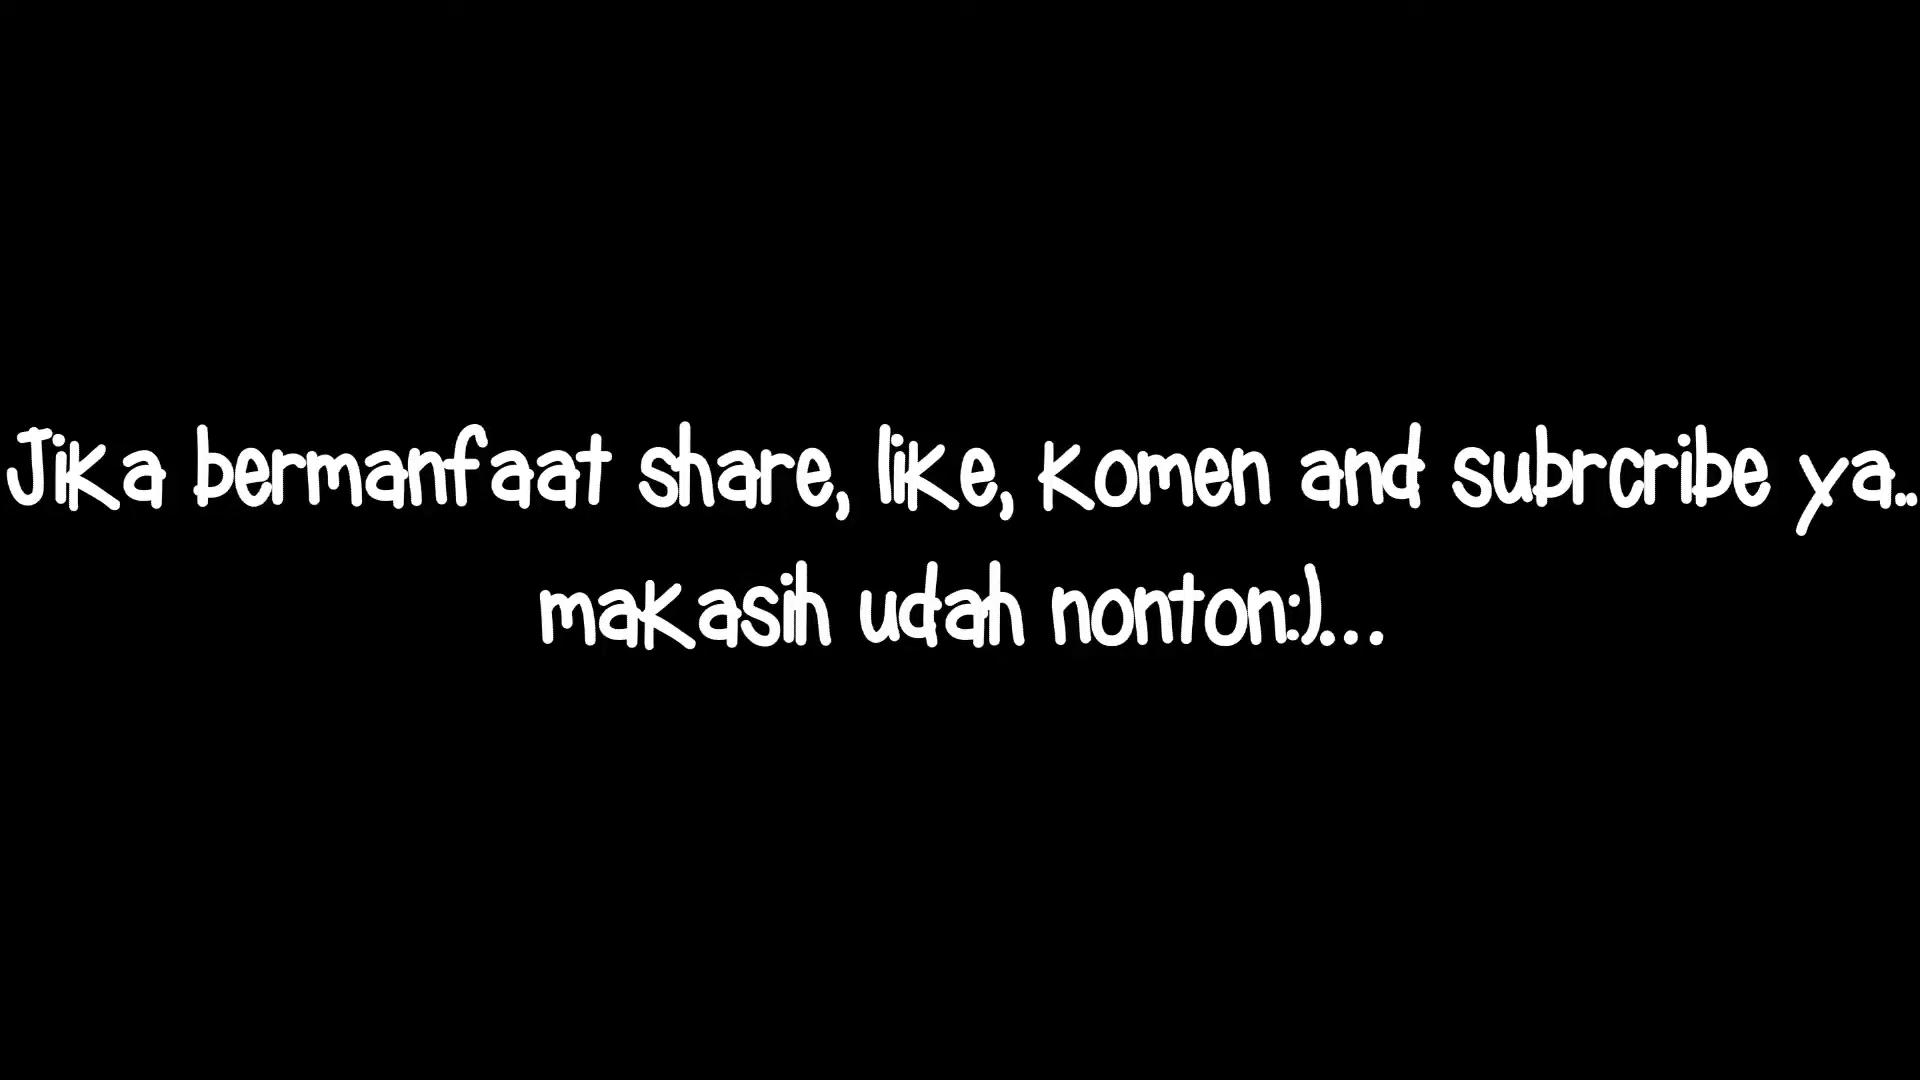 Jika bermanfaat share, like, komen and subrcribe ya..
makasih udah nonton:)...